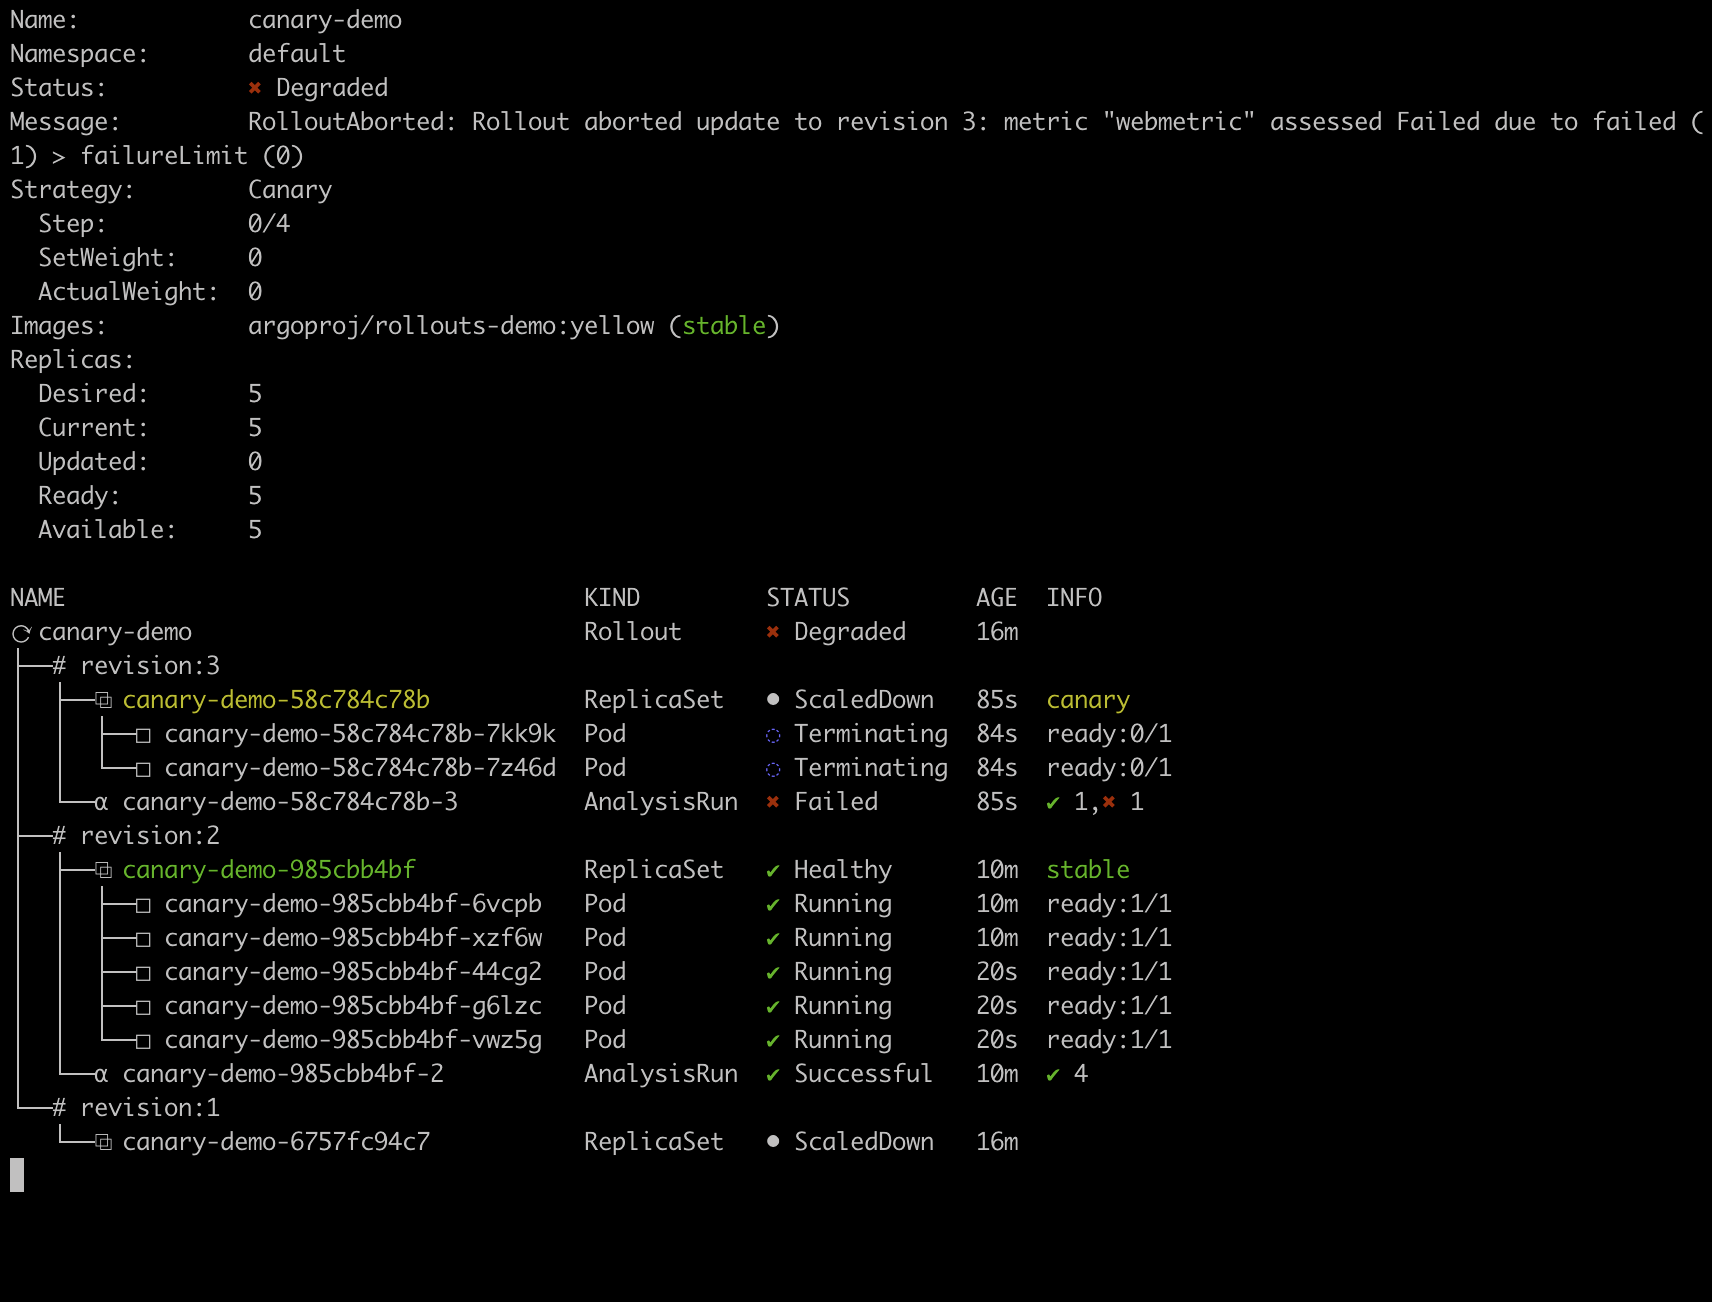 Name:            canary-demo
Namespace:       default
Status:          ✖ Degraded
Message:         RolloutAborted: Rollout aborted update to revision 3: metric "webmetric" assessed Failed due to failed (
1) > failureLimit (0)
Strategy:        Canary
  Step:          0/4
  SetWeight:     0
  ActualWeight:  0
Images:          argoproj/rollouts-demo:yellow (stable)
Replicas:
  Desired:       5
  Current:       5
  Updated:       0
  Ready:         5
  Available:     5

NAME                                     KIND         STATUS         AGE  INFO
⟳ canary-demo                            Rollout      ✖ Degraded     16m
├──# revision:3
│  ├──⧉ canary-demo-58c784c78b           ReplicaSet   • ScaledDown   85s  canary
│  │  ├──□ canary-demo-58c784c78b-7kk9k  Pod          ◌ Terminating  84s  ready:0/1
│  │  └──□ canary-demo-58c784c78b-7z46d  Pod          ◌ Terminating  84s  ready:0/1
│  └──α canary-demo-58c784c78b-3         AnalysisRun  ✖ Failed       85s  ✔ 1,✖ 1
├──# revision:2
│  ├──⧉ canary-demo-985cbb4bf            ReplicaSet   ✔ Healthy      10m  stable
│  │  ├──□ canary-demo-985cbb4bf-6vcpb   Pod          ✔ Running      10m  ready:1/1
│  │  ├──□ canary-demo-985cbb4bf-xzf6w   Pod          ✔ Running      10m  ready:1/1
│  │  ├──□ canary-demo-985cbb4bf-44cg2   Pod          ✔ Running      20s  ready:1/1
│  │  ├──□ canary-demo-985cbb4bf-g6lzc   Pod          ✔ Running      20s  ready:1/1
│  │  └──□ canary-demo-985cbb4bf-vwz5g   Pod          ✔ Running      20s  ready:1/1
│  └──α canary-demo-985cbb4bf-2          AnalysisRun  ✔ Successful   10m  ✔ 4
└──# revision:1
   └──⧉ canary-demo-6757fc94c7           ReplicaSet   • ScaledDown   16m